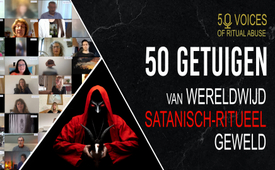 50 VOICES
OF RITUAL ABUSE
50 GETUIGEN
VAN WERELDWIJD
SATANISCH-RITUEEL
GEWELD